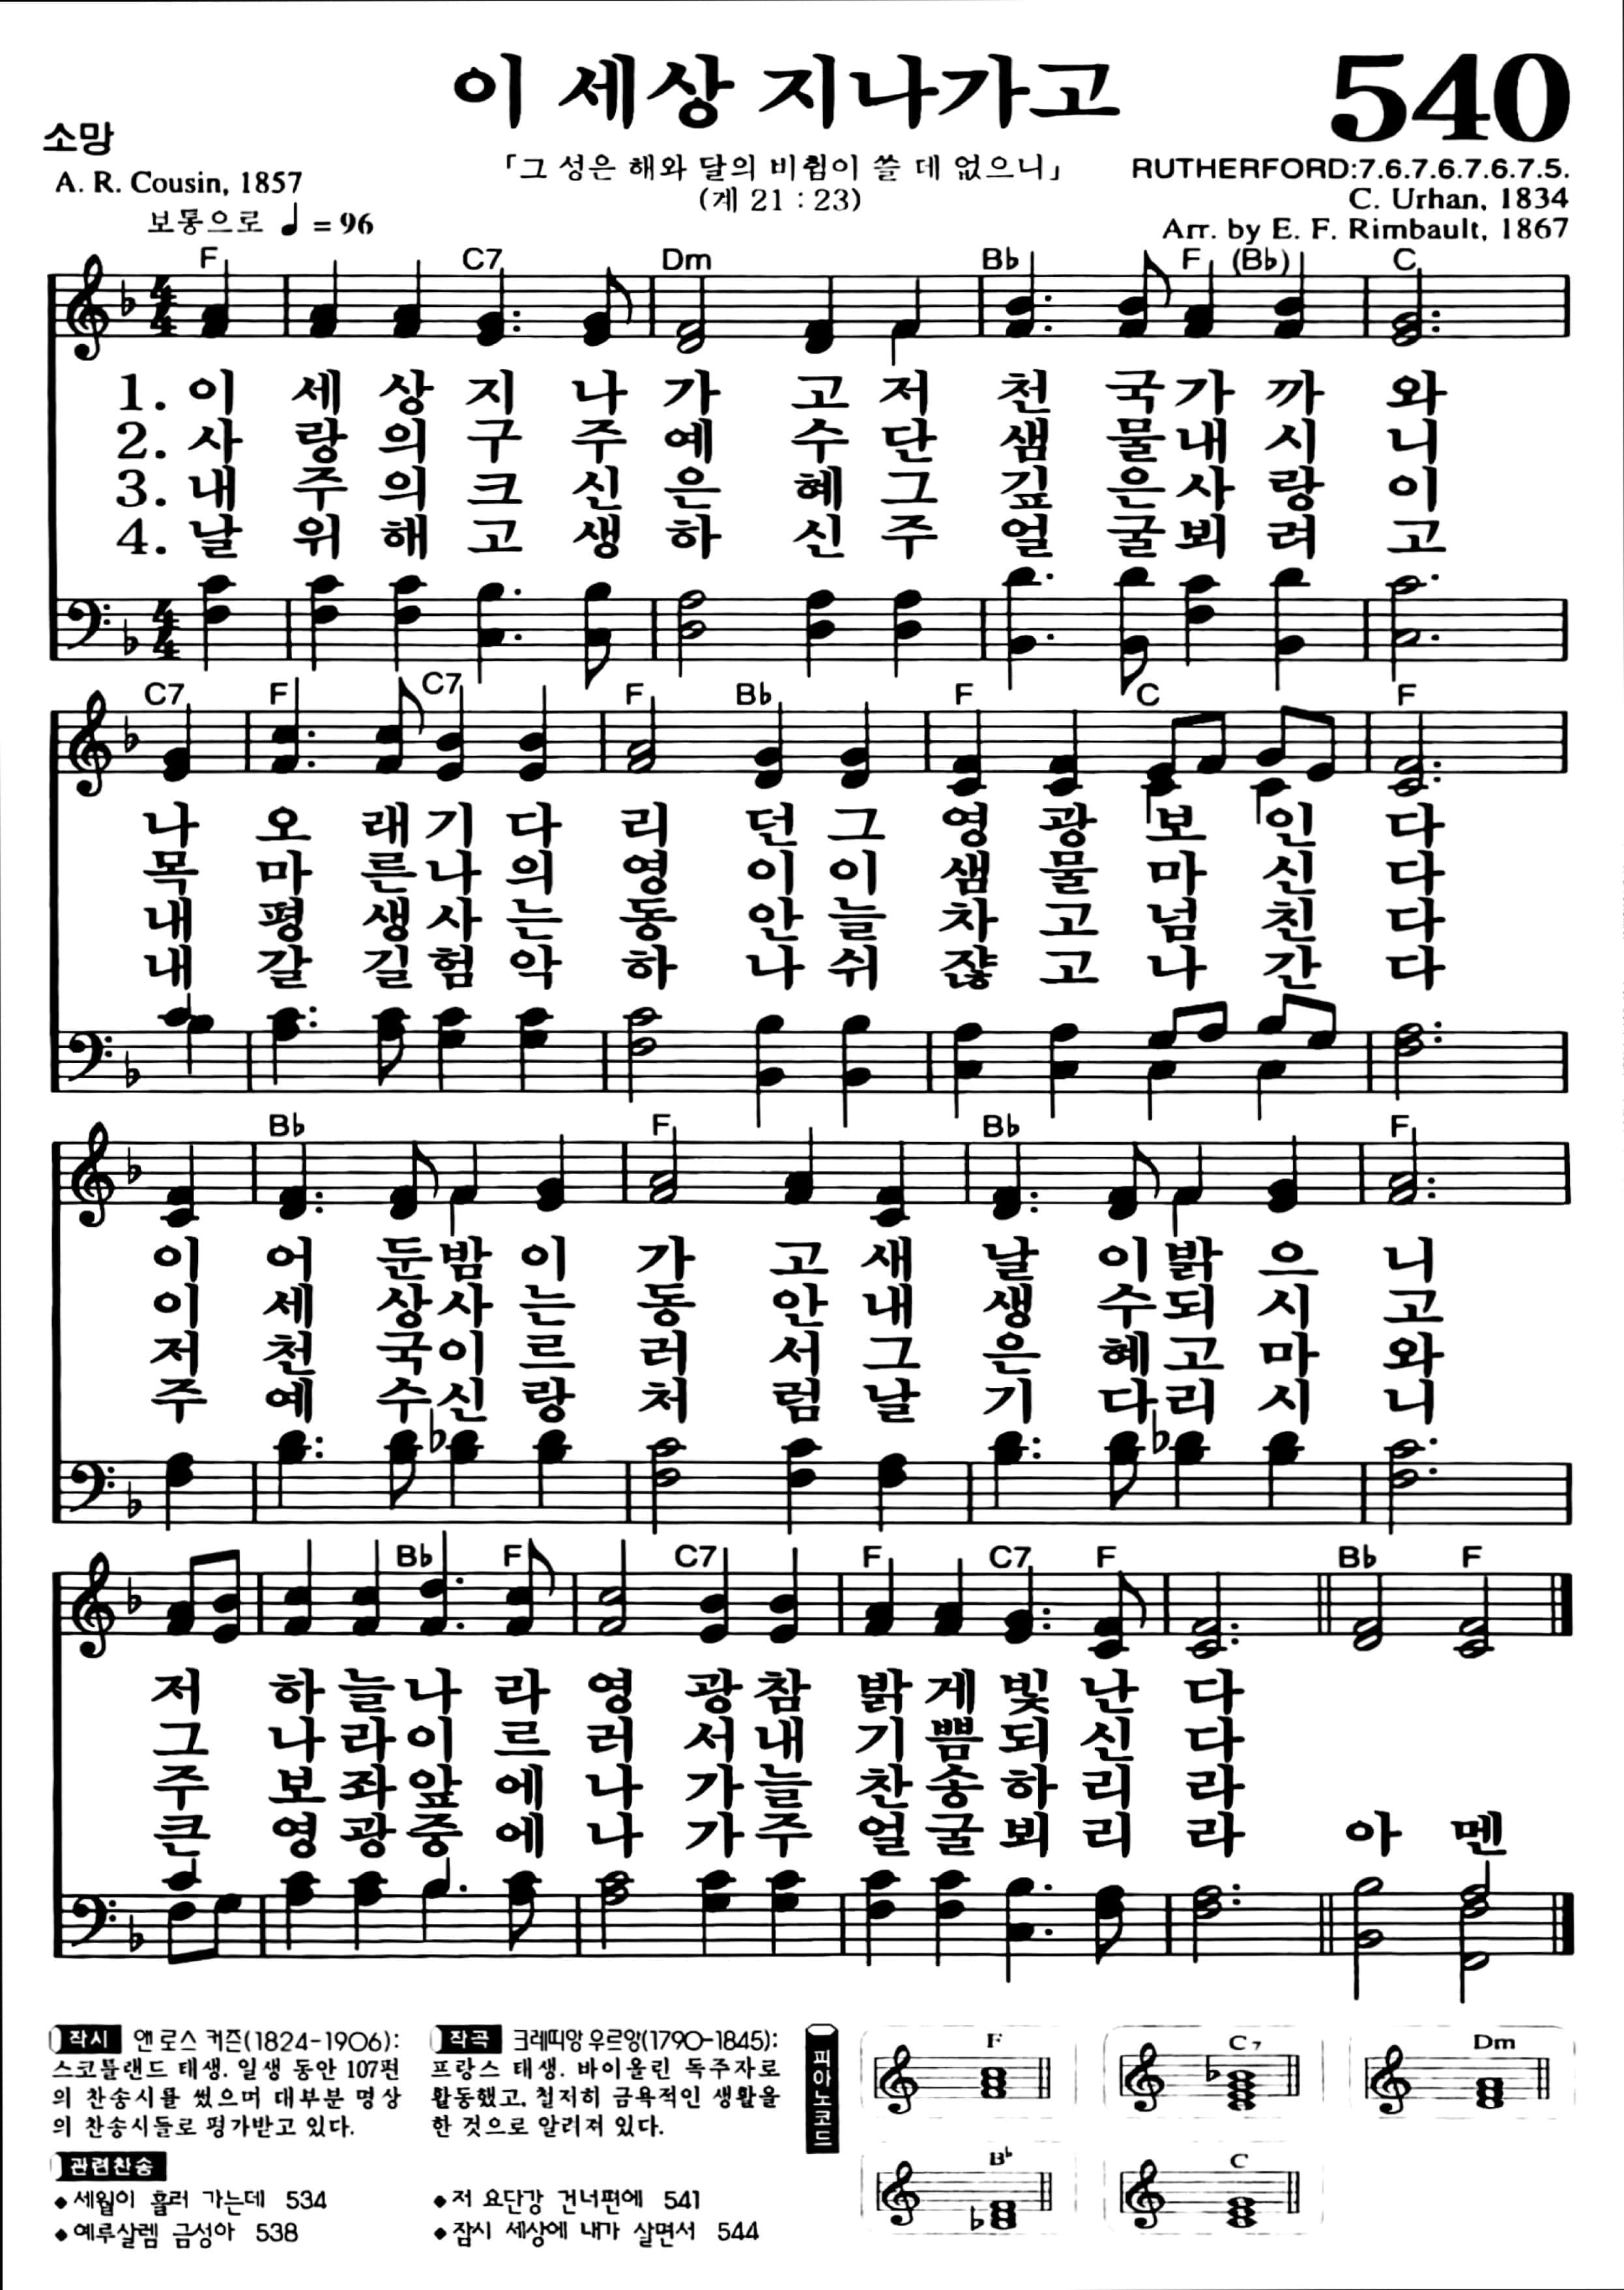 이 세상 지나가고
540
소망
「그 성은 해와 달의 비췸이 쓸 데 없으니」
RUTHERFORD:7.6.7.6.7.6.7.5.
A. R. Cousin, 1857
(계 21 : 23)
C. Urhan, 1834
보통으로 ♩ = 96
Arr. by E. F. Rimbault, 1867
F C7 Dm B♭ F (B♭) C
1. 이 세 상 지 나 가 고 저 천 국 가 까 와
2. 사 랑 의 구 주 예 수 단 샘 물 내 시 니
3. 내 주 의 크 신 은 혜 그 깊 은 사 랑 이
4. 날 위 해 고 생 하 신 주 얼 굴 뵈 려 고
C7 F C7 F B♭ F C F
나 오 래 기 다 리 던 그 영 광 보 인 다
목 마 른 나 의 영 이 이 샘 물 마 신 다
내 평 생 사 는 동 안 늘 차 고 넘 친 다
내 갈 길 험 악 하 나 쉬 쟎 고 나 간 다
B♭ F B♭ F
이 어 둔 밤 이 가 고 새 날 이 밝 으 니
이 세 상 사 는 동 안 내 생 수 되 시 고
저 천 국 이 르 러 서 그 은 혜 고 마 와
주 예 수 신 랑 처 럼 날 기 다 리 시 니
B♭ F C7 F C7 F B♭ F
저 하 늘 나 라 영 광 참 밝 게 빛 난 다
그 나 라 이 르 러 서 내 기 쁨 되 신 다
주 보 좌 앞 에 나 가 늘 찬 송 하 리 라
큰 영 광 중 에 나 가 주 얼 굴 뵈 리 라 아 멘
작시 앤 로스 커즌(1824-1906):
스코틀랜드 태생. 일생 동안 107편
의 찬송시를 썼으며 대부분 명상
의 찬송시들로 평가받고 있다.
작곡 크레띠앙 우르앙(1790-1845):
프랑스 태생. 바이올린 독주자로
활동했고, 철저히 금욕적인 생활을
한 것으로 알려져 있다.
관련찬송
◆세월이 흘러 가는데 534
◆예루살렘 금성아 538
◆저 요단강 건너편에 541
◆잠시 세상에 내가 살면서 544
피아노코드
F C7 Dm
B♭ C